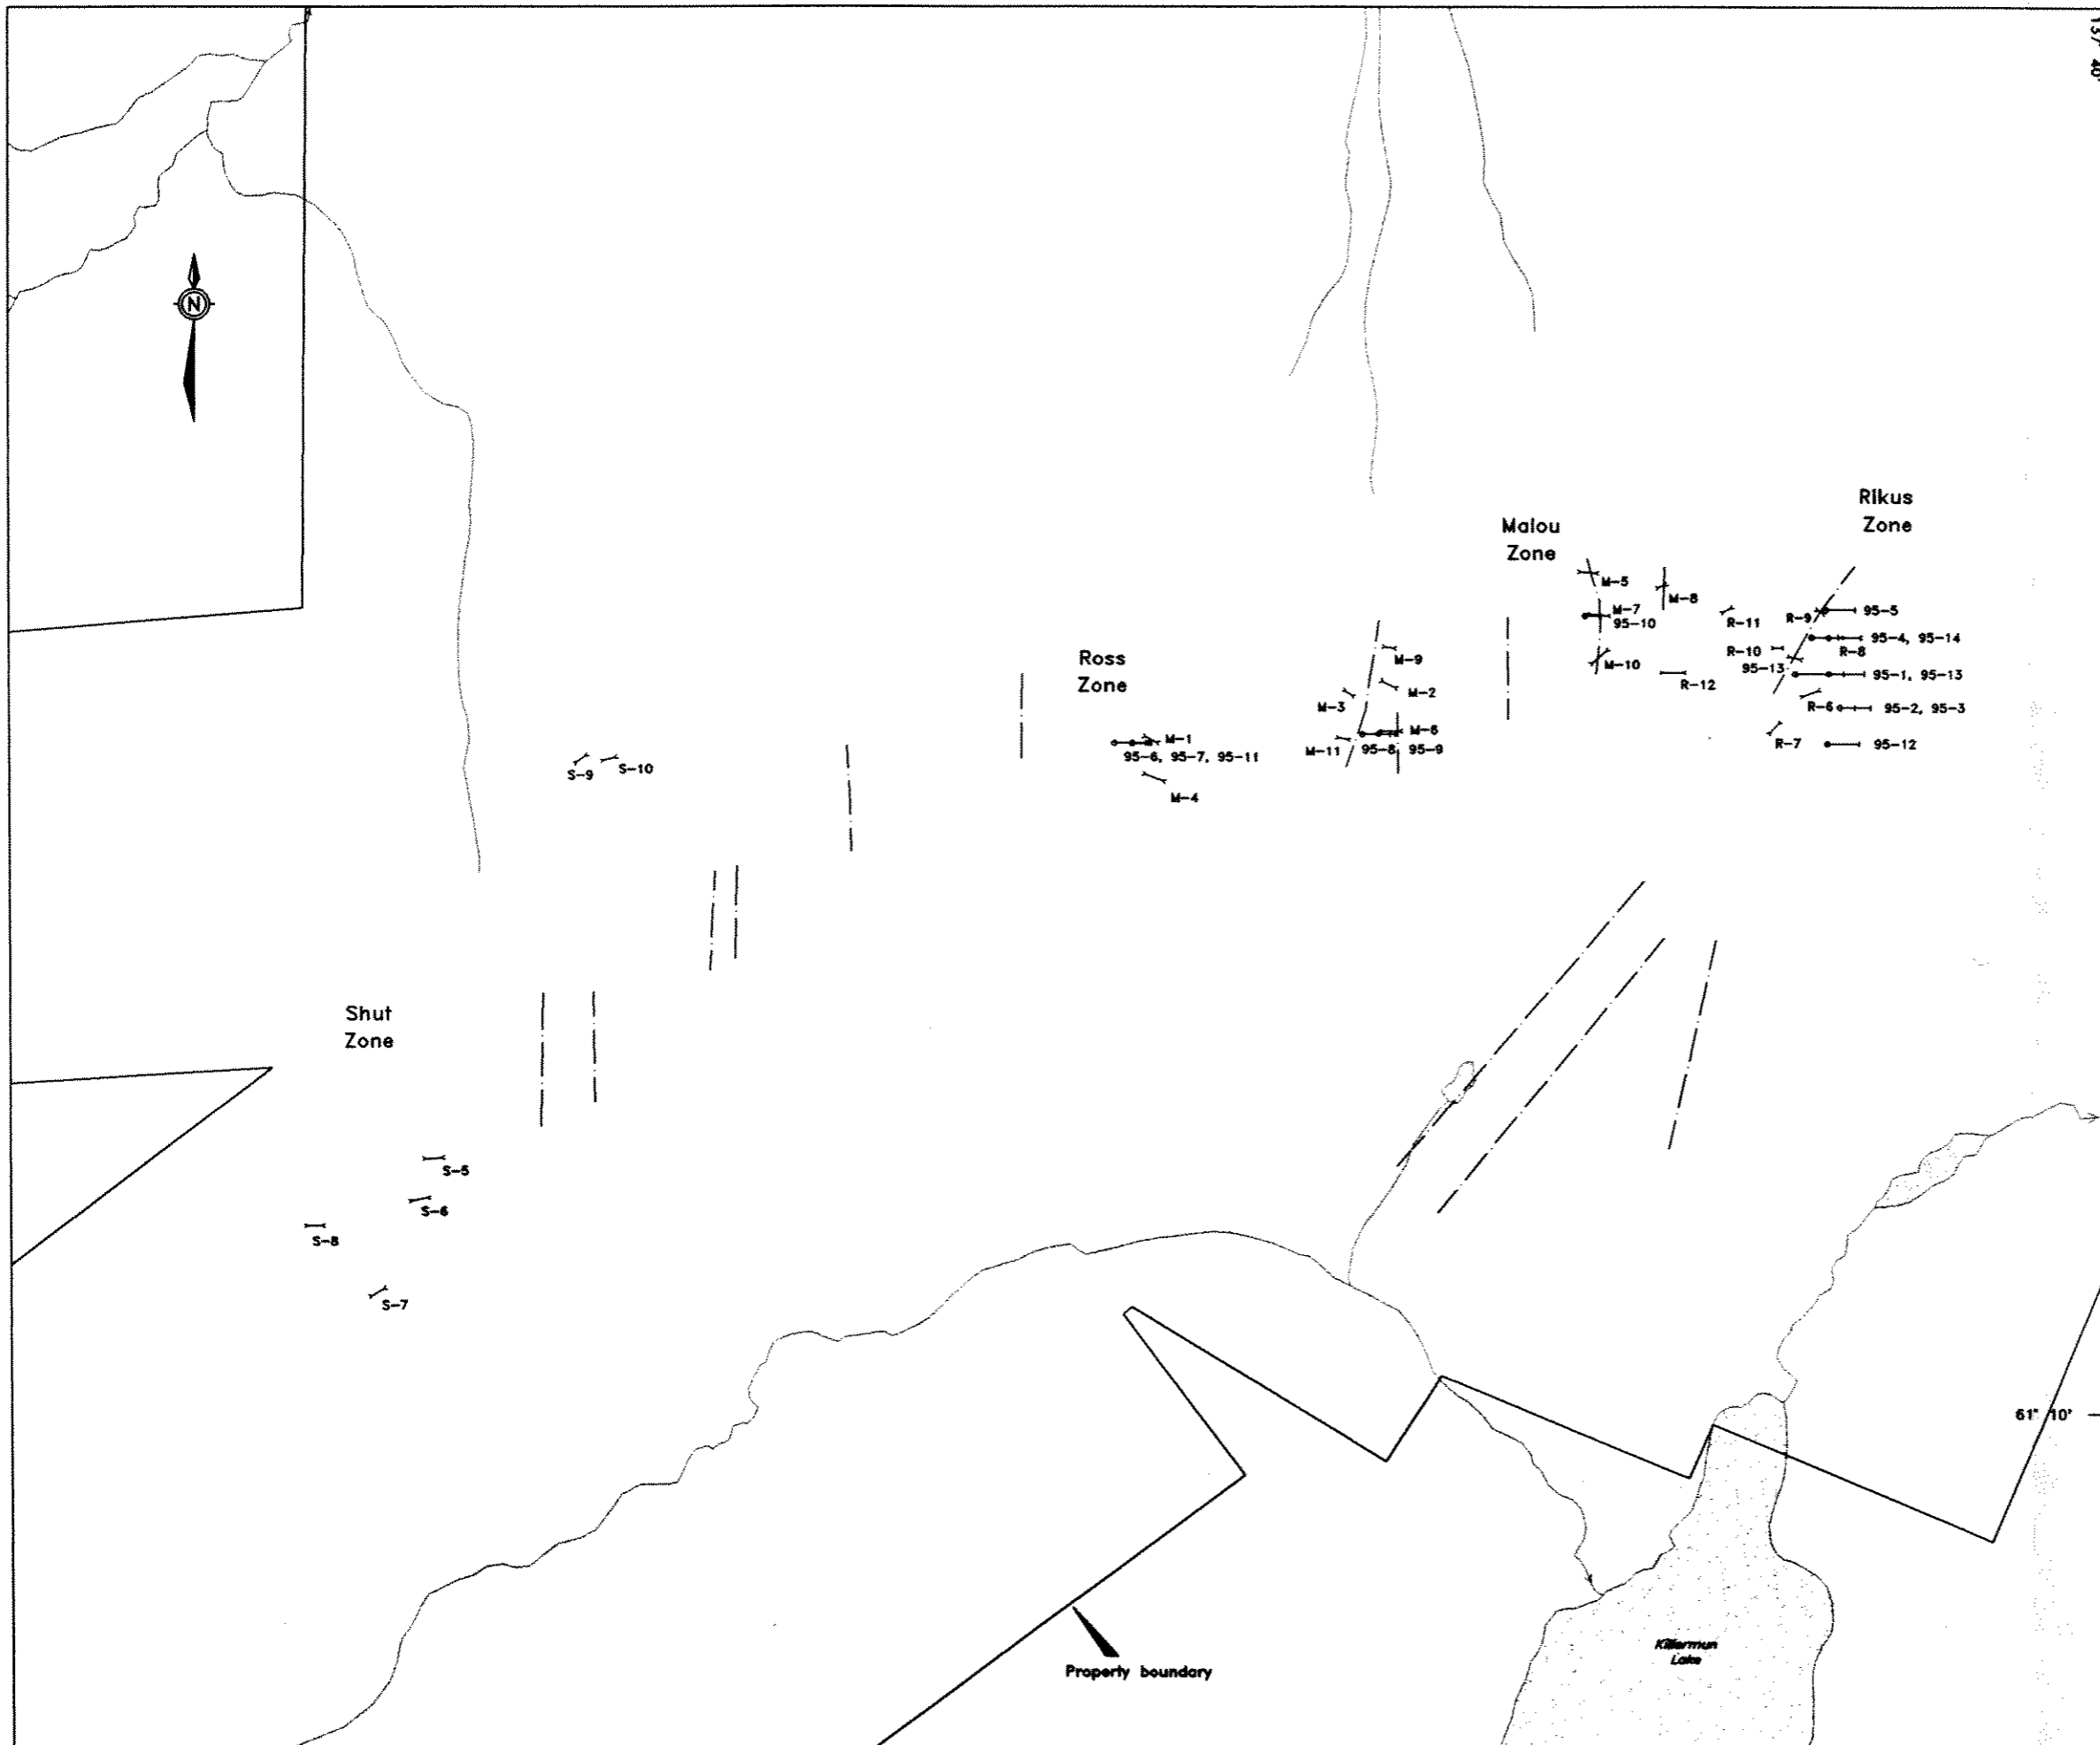 137° 40'
N
Rikus
Zone
Malou
Zone
M-5
M-8
M-7
95-10
R-11
R-9
95-5
95-4, 95-14
R-10
R-8
M-10
95-13
R-12
95-1, 95-13
Ross
Zone
M-9
M-2
M-3
R-6
95-2, 95-3
M-1
95-6, 95-7, 95-11
M-6
M-11
95-8
95-9
R-7
95-12
M-4
S-9
S-10
Shut
Zone
S-5
S-6
S-8
S-7
61° 10'
Killermun
Lake
Property boundary